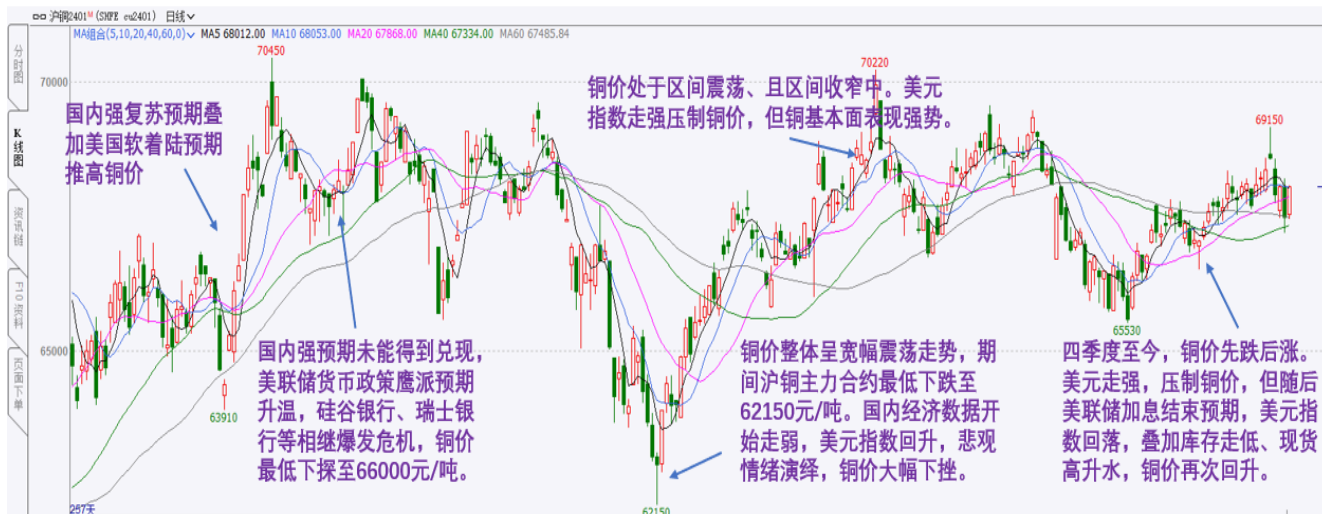 沪铜2401ᴹ (SHFE cu2401) 日线
MA组合(5,10,20,40,60,0) MA5 68012.00 MA10 68053.00 MA20 67868.00 MA40 67334.00 MA60 67485.84
分时图
K线图
资讯链
F10资料
页面下单
70000
65000
70450
70220
69150
63910
62150
65530
国内强复苏预期叠
加美国软着陆预期
推高铜价
铜价处于区间震荡、且区间收窄中。美元
指数走强压制铜价，但铜基本面表现强势。
国内强预期未能得到兑现，
美联储货币政策鹰派预期
升温，硅谷银行、瑞士银
行等相继爆发危机，铜价
最低下探至66000元/吨。
铜价整体呈宽幅震荡走势，期
间沪铜主力合约最低下跌至
62150元/吨。国内经济数据开
始走弱，美元指数回升，悲观
情绪演绎，铜价大幅下挫。
四季度至今，铜价先跌后涨。
美元走强，压制铜价，但随后
美联储加息结束预期，美元指
数回落，叠加库存走低、现货
高升水，铜价再次回升。
257天